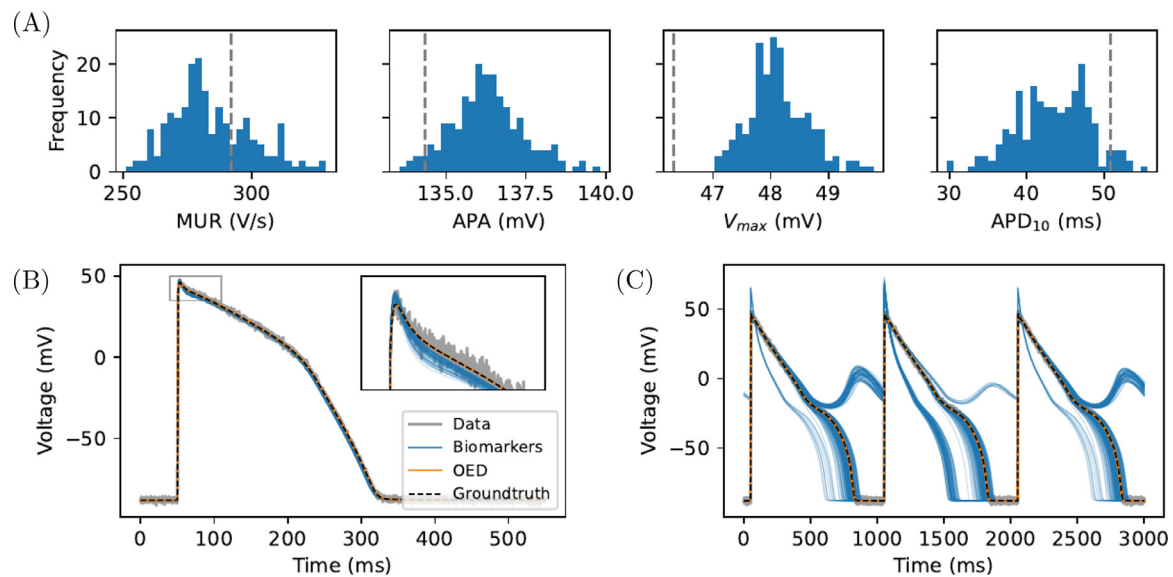 (A)
Frequency
20
10
0
250
300
MUR (V/s)
135.0
137.5
140.0
APA (mV)
47
48
49
V_max (mV)
30
40
50
APD₁₀ (ms)
(B)
Voltage (mV)
50
0
−50
0
100
200
300
400
500
Time (ms)
Data
Biomarkers
OED
Groundtruth
(C)
Voltage (mV)
50
0
−50
0
500
1000
1500
2000
2500
3000
Time (ms)